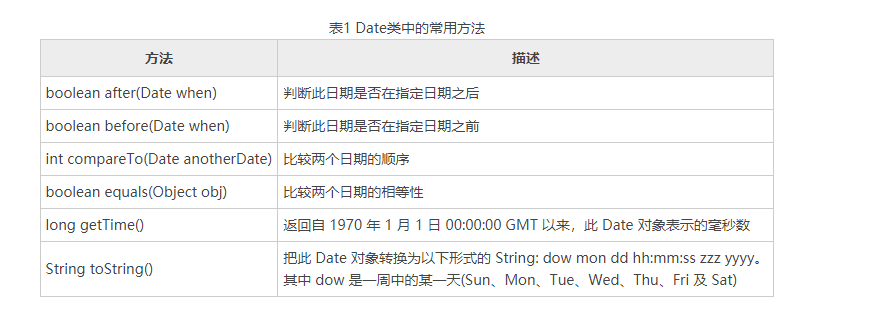 表1 Date类中的常用方法
方法 描述
boolean after(Date when) 判断此日期是否在指定日期之后
boolean before(Date when) 判断此日期是否在指定日期之前
int compareTo(Date anotherDate) 比较两个日期的顺序
boolean equals(Object obj) 比较两个日期的相等性
long getTime() 返回自 1970 年 1 月 1 日 00:00:00 GMT 以来，此 Date 对象表示的毫秒数
String toString() 把此 Date 对象转换为以下形式的 String: dow mon dd hh:mm:ss zzz yyyy。
其中 dow 是一周中的某一天(Sun、Mon、Tue、Wed、Thu、Fri 及 Sat)